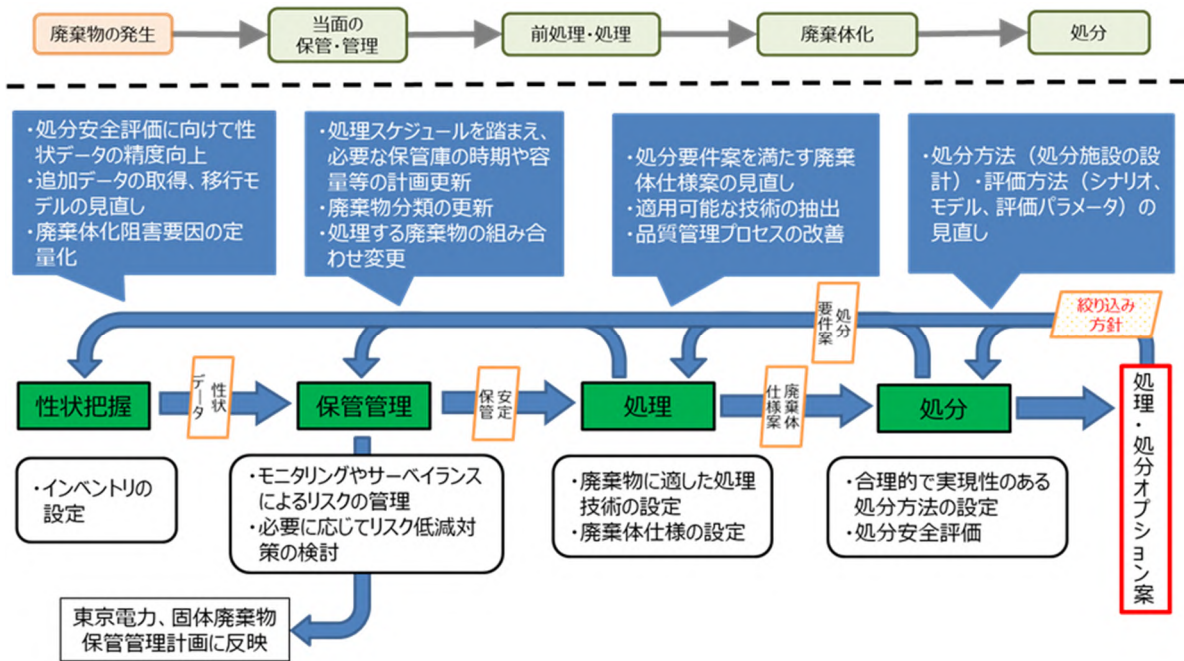 廃棄物の発生
当面の
保管・管理
前処理・処理
廃棄体化
処分
・処分安全評価に向けて性
状データの精度向上
・追加データの取得、移行モ
デルの見直し
・廃棄体化阻害要因の定
量化
・処理スケジュールを踏まえ、
必要な保管庫の時期や容
量等の計画更新
・廃棄物分類の更新
・処理する廃棄物の組み合
わせ変更
・処分要件案を満たす廃棄
体仕様案の見直し
・適用可能な技術の抽出
・品質管理プロセスの改善
・処分方法（処分施設の設
計）・評価方法（シナリオ、
モデル、評価パラメータ）の
見直し
処分
要件案
絞り込み
方針
性状把握
性状
データ
保管管理
安定
保管
処理
廃棄体
仕様案
処分
処理・処分オプション案
・インベントリの
設定
・モニタリングやサーベイランス
によるリスクの管理
・必要に応じてリスク低減対
策の検討
・廃棄物に適した処理
技術の設定
・廃棄体仕様の設定
・合理的で実現性のある
処分方法の設定
・処分安全評価
東京電力、固体廃棄物
保管管理計画に反映